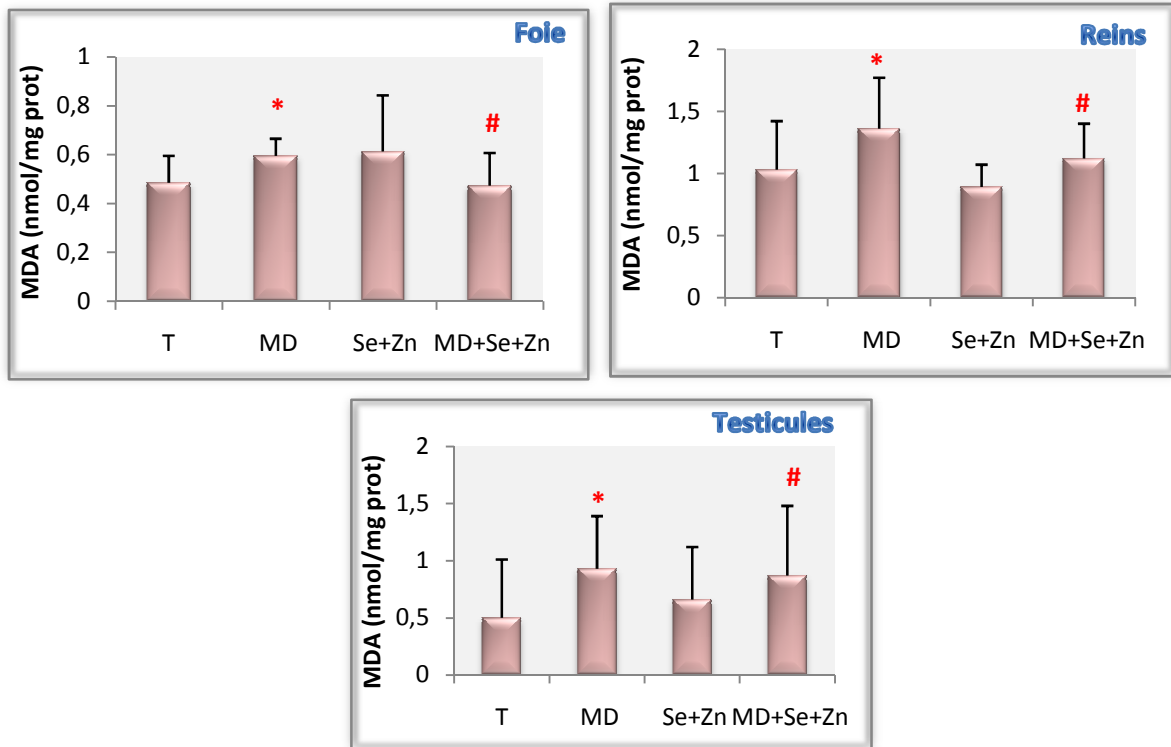 Foie
MDA (nmol/mg prot)
1
0,8
0,6
0,4
0,2
0
*
#
T MD Se+Zn MD+Se+Zn
Reins
MDA (nmol/mg prot)
2
1,5
1
0,5
0
*
#
T MD Se+Zn MD+Se+Zn
Testicules
MDA (nmol/mg prot)
2
1,5
1
0,5
0
*
#
T MD Se+Zn MD+Se+Zn